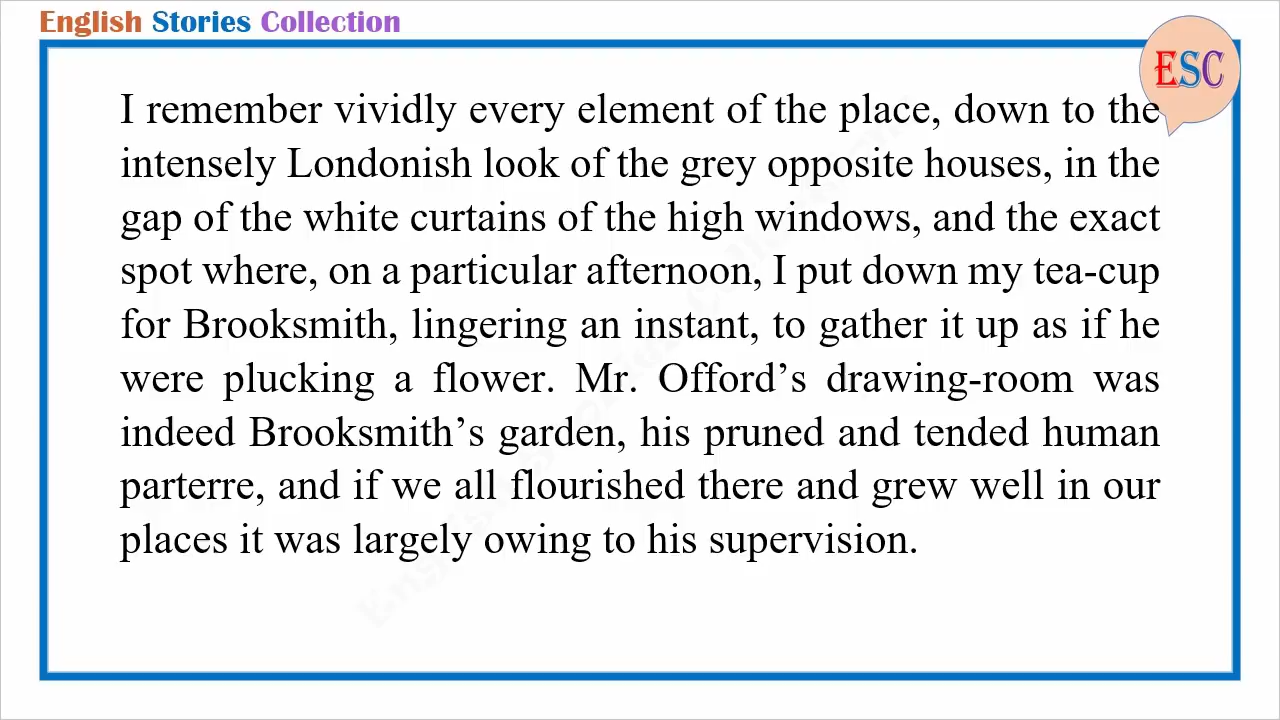 English Stories Collection
ESC
I remember vividly every element of the place, down to the
intensely Londonish look of the grey opposite houses, in the
gap of the white curtains of the high windows, and the exact
spot where, on a particular afternoon, I put down my tea-cup
for Brooksmith, lingering an instant, to gather it up as if he
were plucking a flower. Mr. Offord’s drawing-room was
indeed Brooksmith’s garden, his pruned and tended human
parterre, and if we all flourished there and grew well in our
places it was largely owing to his supervision.